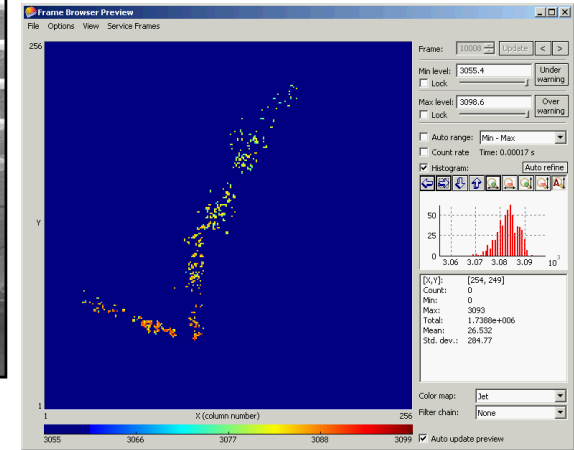 Frame Browser Preview
File Options View Service Frames
256
Y
1
1 X (column number) 256
3055 3066 3077 3088 3099
Frame: 10008 Update < >
Min level: 3055.4 Under warning
Lock
Max level: 3098.6 Over warning
Lock
Auto range: Min - Max
Count rate Time: 0.00017 s
Histogram: Auto refine
50
25
0
3.06 3.07 3.08 3.09 10 3
[X,Y]: [254, 249]
Count: 0
Min: 0
Max: 3093
Total: 1.7388e+006
Mean: 26.532
Std. dev.: 284.77
Color map: Jet
Filter chain: None
Auto update preview